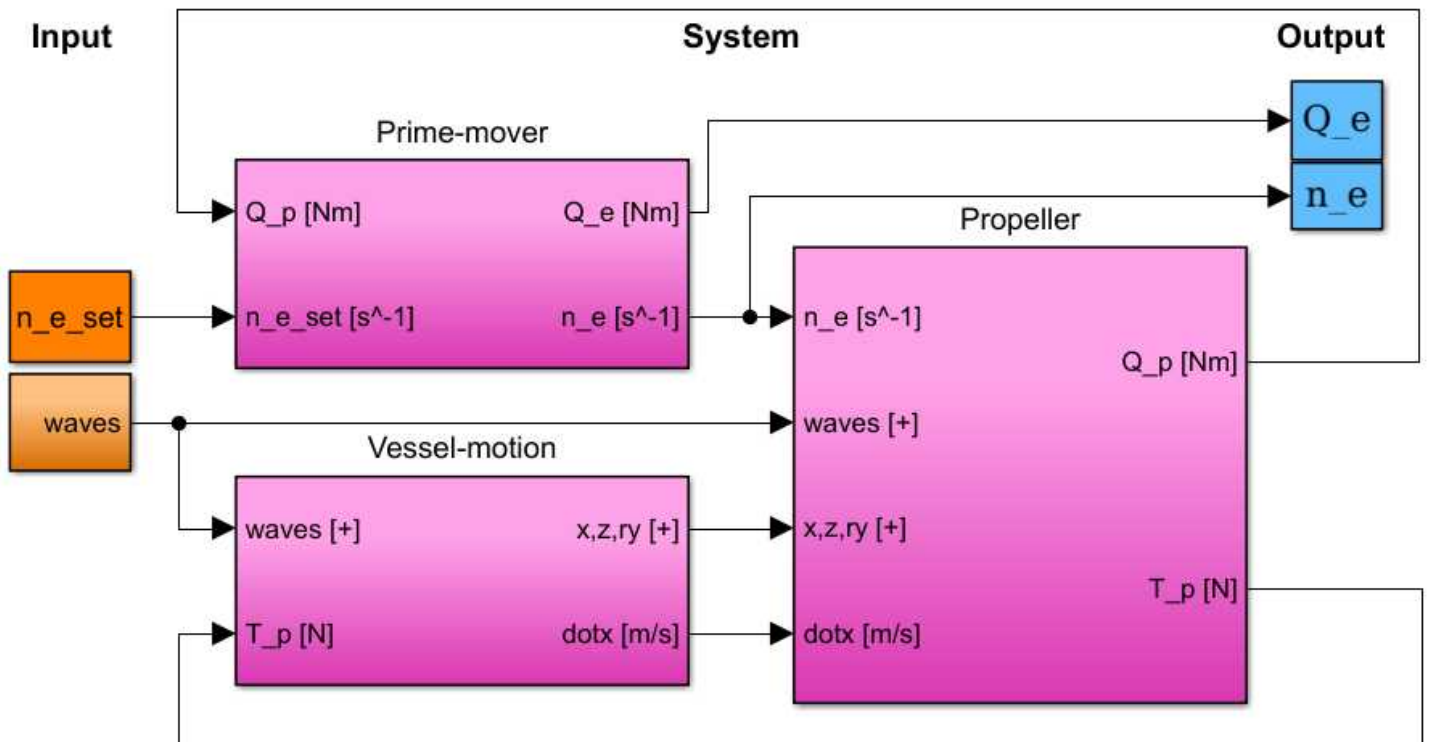 Input
System
Output
Prime-mover
Q_p [Nm]
Q_e [Nm]
n_e_set [s^-1]
n_e [s^-1]
Q_e
n_e
n_e_set
waves
Propeller
n_e [s^-1]
waves [+]
x,z,ry [+]
dotx [m/s]
Q_p [Nm]
T_p [N]
Vessel-motion
waves [+]
x,z,ry [+]
T_p [N]
dotx [m/s]